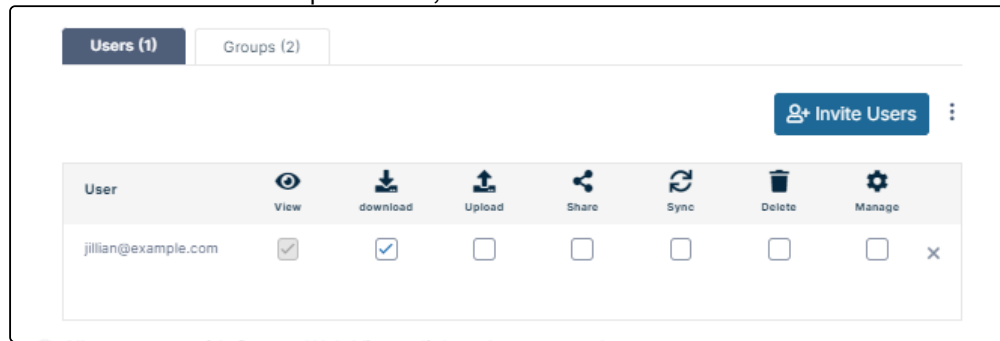 Users (1)
Groups (2)
Invite Users
User
View
download
Upload
Share
Sync
Delete
Manage
jillian@example.com